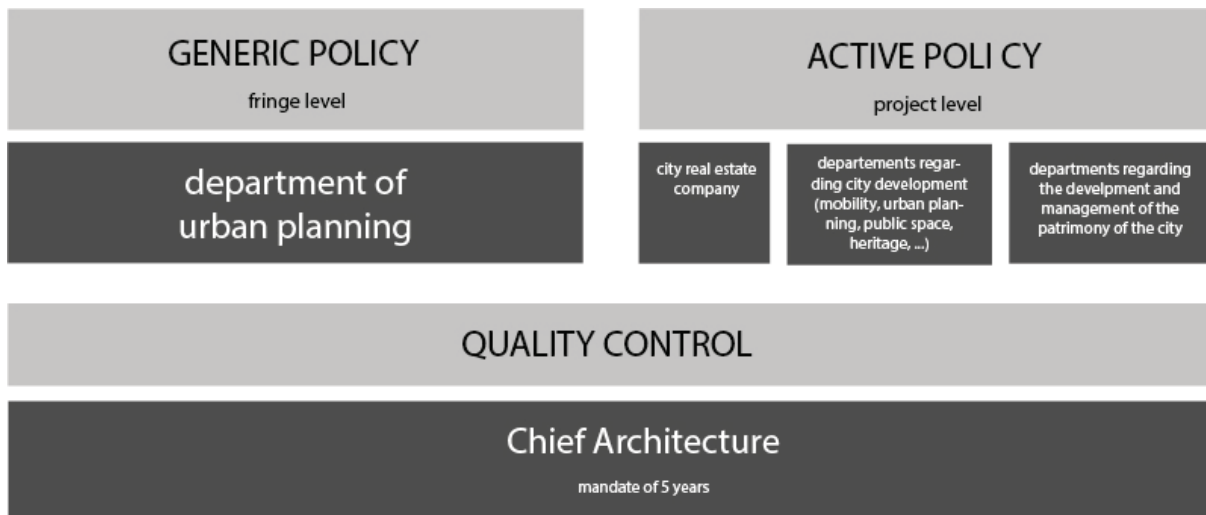 GENERIC POLICY
fringe level
department of
urban planning
ACTIVE POLI CY
project level
city real estate
company
departements regar-
ding city development
(mobility, urban plan-
ning, public space,
heritage, ...)
departments regarding
the develpment and
management of the
patrimony of the city
QUALITY CONTROL
Chief Architecture
mandate of 5 years